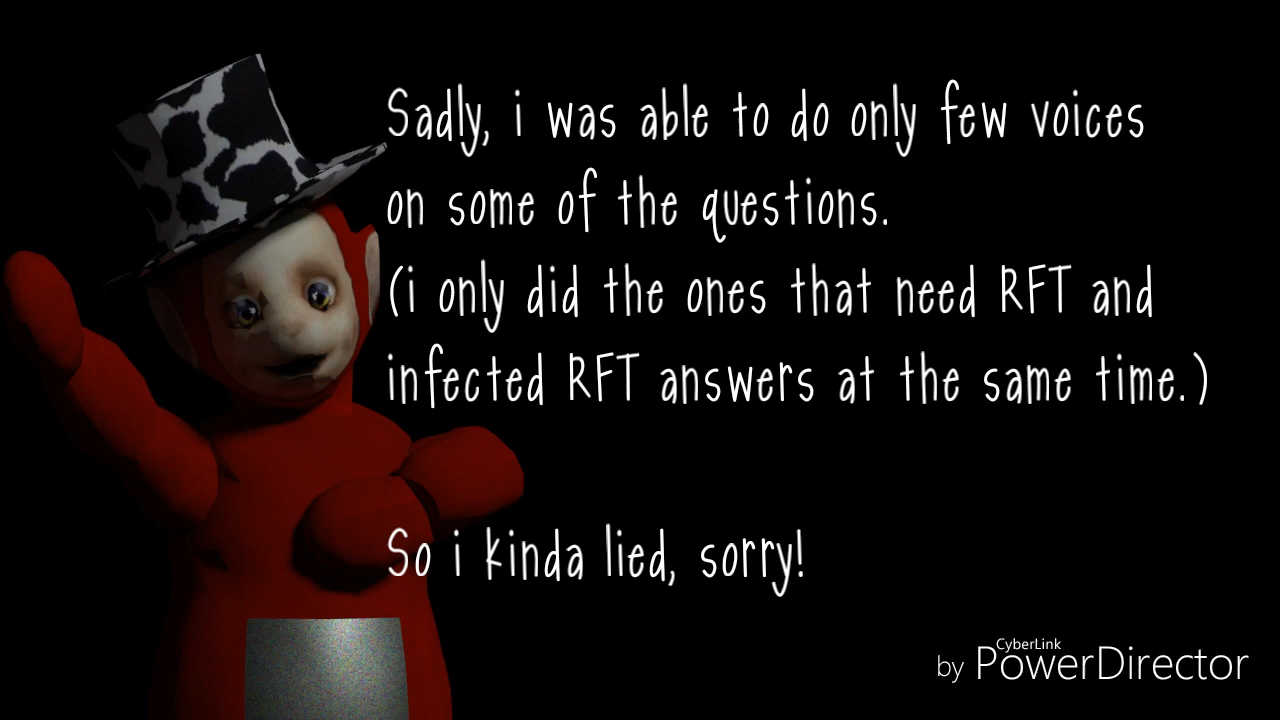 Sadly, i was able to do only few voices
on some of the questions.
(i only did the ones that need RFT and
infected RFT answers at the same time.)
So i kinda lied, sorry!
by CyberLink PowerDirector